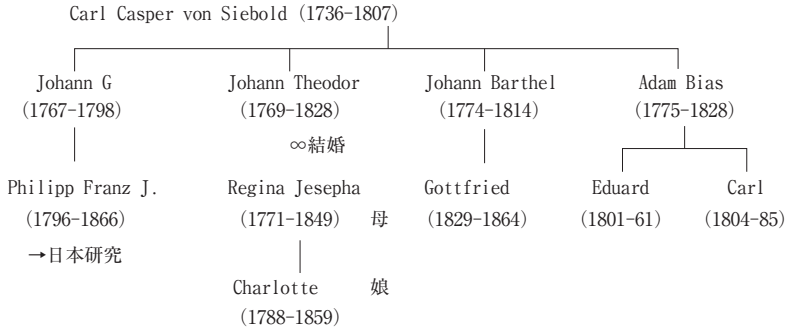 Carl Casper von Siebold (1736-1807)
Johann G Johann Theodor Johann Barthel Adam Bias
(1767-1798) (1769-1828) (1774-1814) (1775-1828)
∞結婚
Philipp Franz J. Regina Jesepha Gottfried Eduard Carl
(1796-1866) (1771-1849) 母 (1829-1864) (1801-61) (1804-85)
→日本研究
Charlotte 娘
(1788-1859)